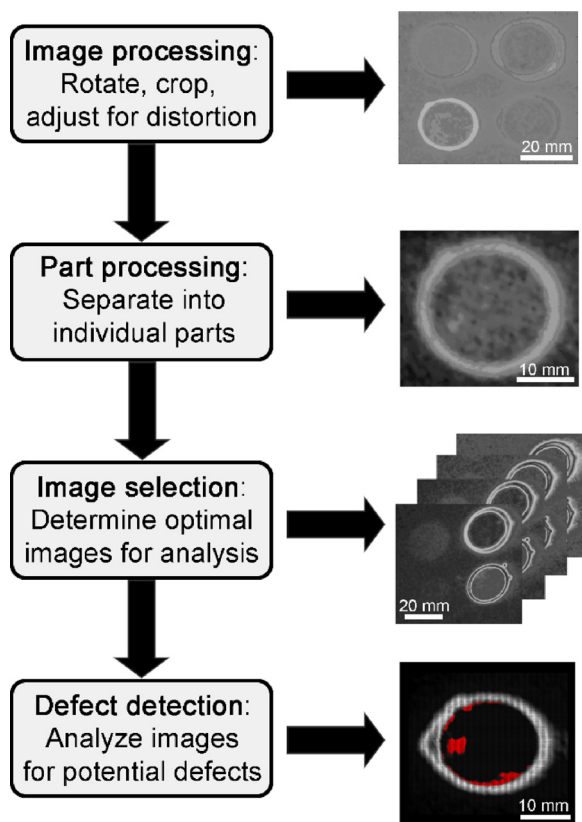 Image processing:
Rotate, crop,
adjust for distortion
20 mm
Part processing:
Separate into
individual parts
10 mm
Image selection:
Determine optimal
images for analysis
20 mm
Defect detection:
Analyze images
for potential defects
10 mm